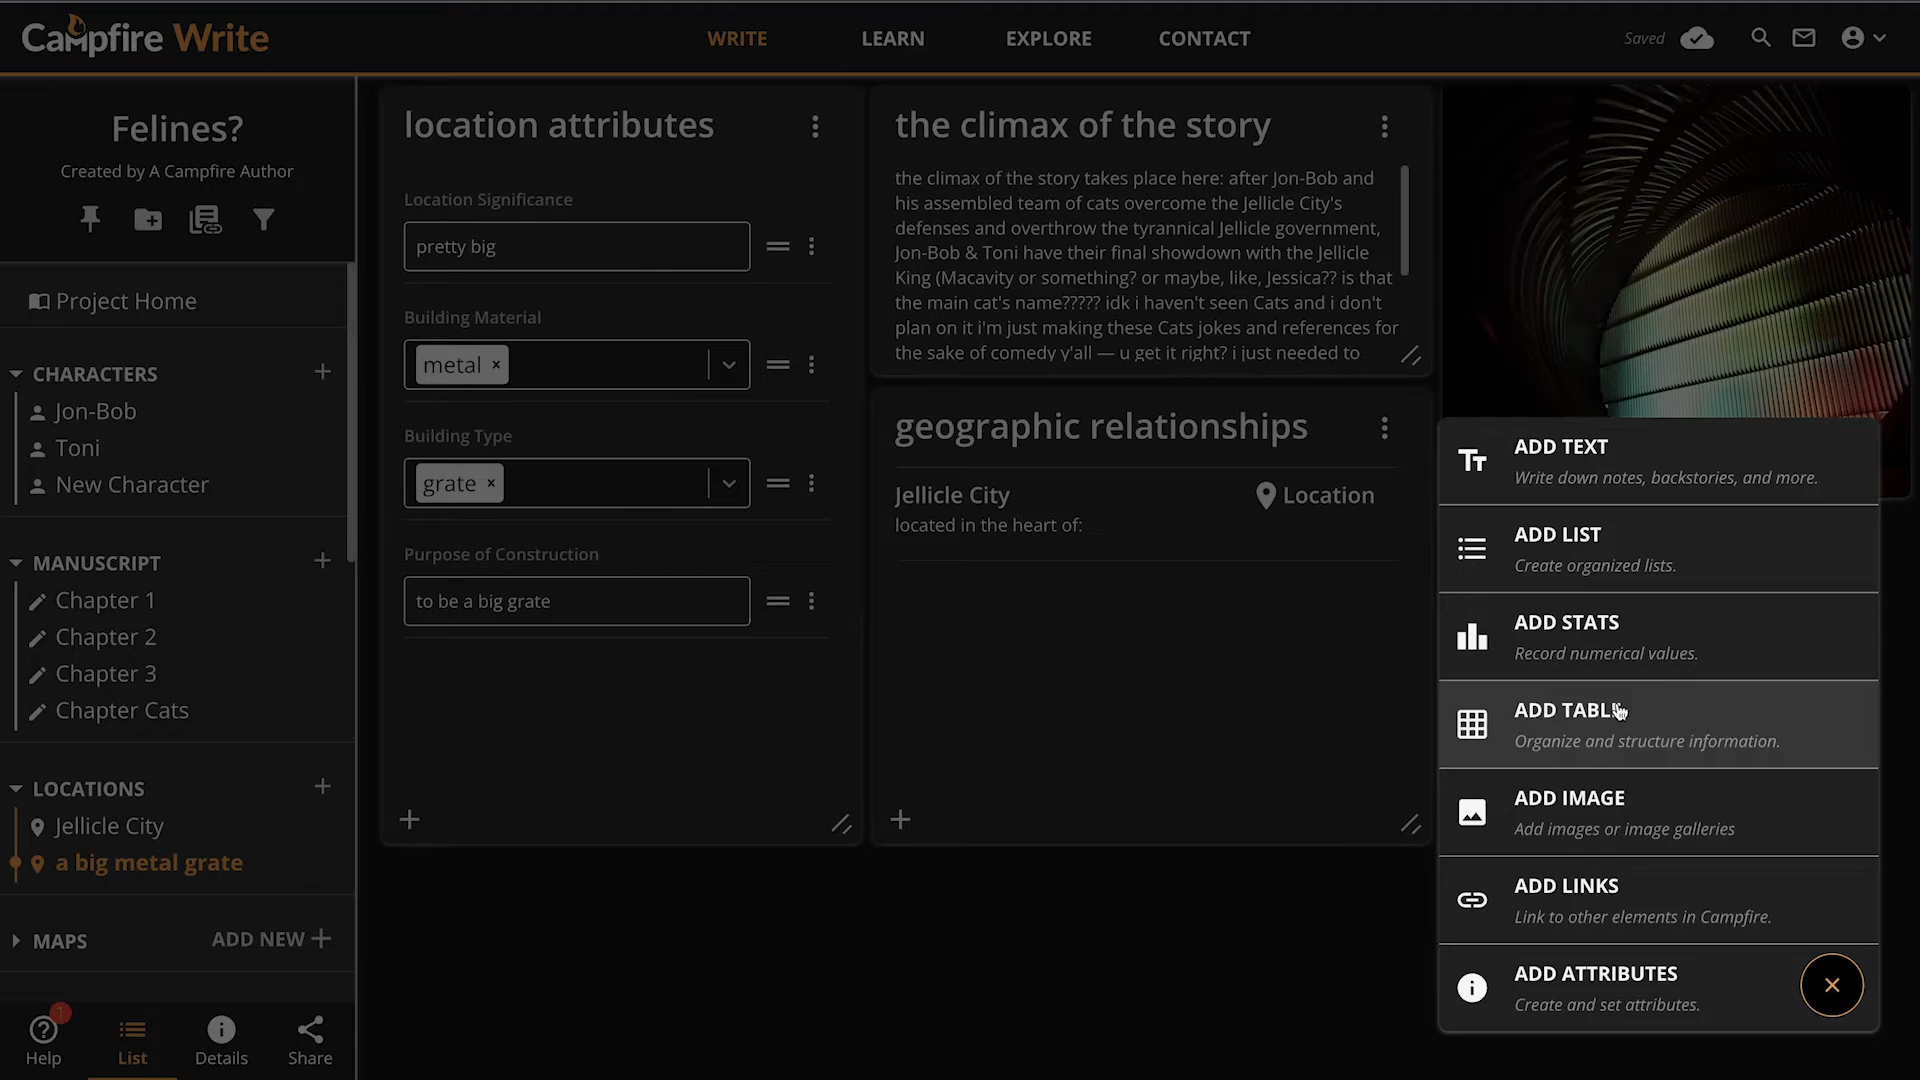 Campfire Write
WRITE
LEARN
EXPLORE
CONTACT
Saved
Felines?
Created by A Campfire Author
Project Home
CHARACTERS
Jon-Bob
Toni
New Character
MANUSCRIPT
Chapter 1
Chapter 2
Chapter 3
Chapter Cats
LOCATIONS
Jellicle City
a big metal grate
MAPS
ADD NEW
1
Help
List
Details
Share
location attributes
Location Significance
pretty big
Building Material
metal ×
Building Type
grate ×
Purpose of Construction
to be a big grate
the climax of the story
the climax of the story takes place here: after Jon-Bob and
his assembled team of cats overcome the Jellicle City's
defenses and overthrow the tyrannical Jellicle government,
Jon-Bob & Toni have their final showdown with the Jellicle
King (Macavity or something? or maybe, like, Jessica?? is that
the main cat's name????? idk i haven't seen Cats and i don't
plan on it i'm just making these Cats jokes and references for
the sake of comedy y'all — u get it right? i just needed to
geographic relationships
Jellicle City
Location
located in the heart of:
ADD TEXT
Write down notes, backstories, and more.
ADD LIST
Create organized lists.
ADD STATS
Record numerical values.
ADD TABLE
Organize and structure information.
ADD IMAGE
Add images or image galleries
ADD LINKS
Link to other elements in Campfire.
ADD ATTRIBUTES
Create and set attributes.